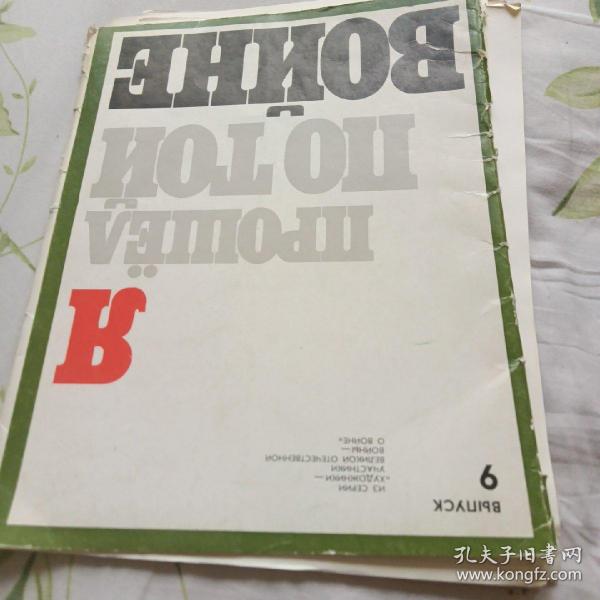 ВЫПУСК
6
ИЗ СЕРИИ
«ХУДОЖНИКИ—
УЧАСТНИКИ
ВЕЛИКОЙ ОТЕЧЕСТВЕННОЙ
ВОЙНЫ—
О ВОЙНЕ»
Я
ПРОШЁЛ
ПО ТОЙ
ВОЙНЕ
孔夫子旧书网
www.kongfz.com